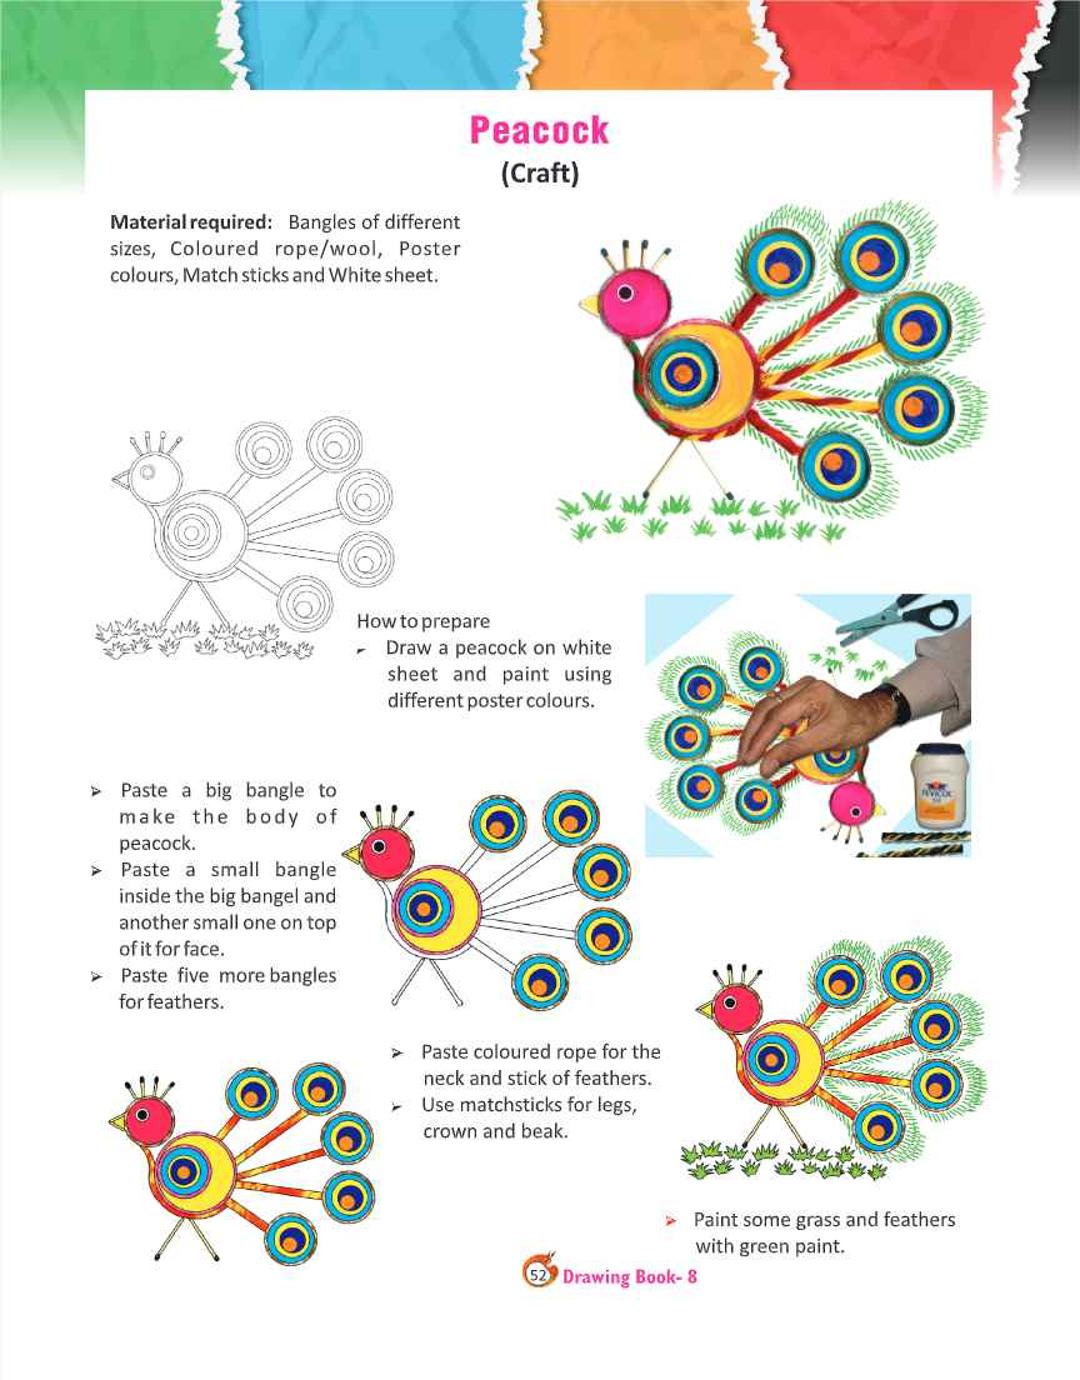 Peacock
(Craft)
Material required: Bangles of different
sizes, Coloured rope/wool, Poster
colours, Match sticks and White sheet.
How to prepare
Draw a peacock on white
sheet and paint using
different poster colours.
FEVICOL
Paste a big bangle to
make the body of
peacock.
Paste a small bangle
inside the big bangel and
another small one on top
of it for face.
Paste five more bangles
for feathers.
Paste coloured rope for the
neck and stick of feathers.
Use matchsticks for legs,
crown and beak.
Paint some grass and feathers
with green paint.
52 Drawing Book- 8